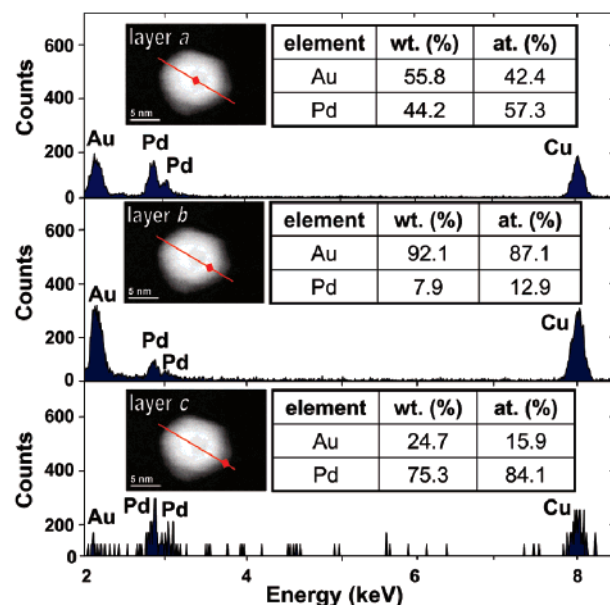 layer a
5 nm
element wt. (%) at. (%)
Au 55.8 42.4
Pd 44.2 57.3
600
400
200
0
Counts
Au Pd Pd Cu
layer b
5 nm
element wt. (%) at. (%)
Au 92.1 87.1
Pd 7.9 12.9
600
400
200
0
Counts
Au Pd Pd Cu
layer c
5 nm
element wt. (%) at. (%)
Au 24.7 15.9
Pd 75.3 84.1
600
400
200
0
Counts
Au Pd Pd Cu
2 4 6 8
Energy (keV)